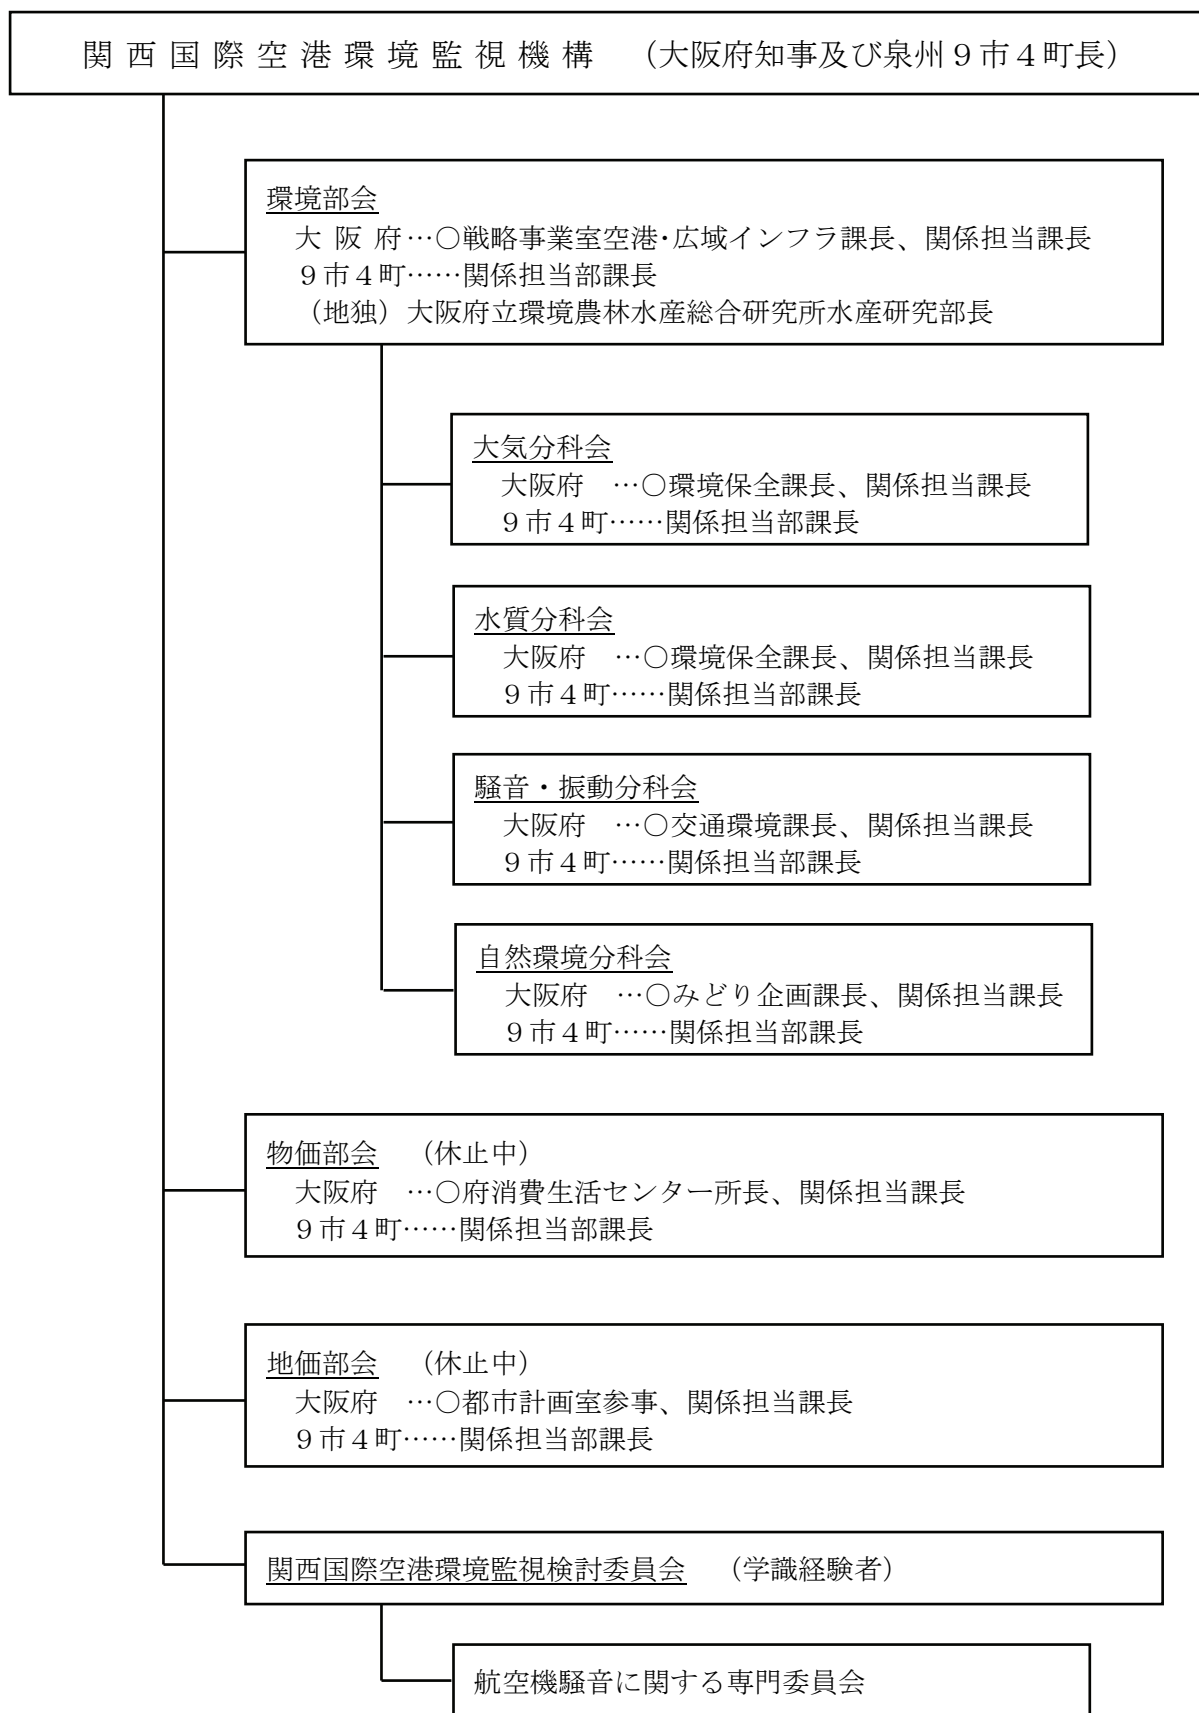 関西国際空港環境監視機構　（大阪府知事及び泉州９市４町長）
環境部会
大 阪 府…○戦略事業室空港･広域インフラ課長、関係担当課長
９市４町……関係担当部課長
（地独）大阪府立環境農林水産総合研究所水産研究部長
大気分科会
大阪府　…○環境保全課長、関係担当課長
９市４町……関係担当部課長
水質分科会
大阪府　…○環境保全課長、関係担当課長
９市４町……関係担当部課長
騒音・振動分科会
大阪府　…○交通環境課長、関係担当課長
９市４町……関係担当部課長
自然環境分科会
大阪府　…○みどり企画課長、関係担当課長
９市４町……関係担当部課長
物価部会　（休止中）
大阪府　…○府消費生活センター所長、関係担当課長
９市４町……関係担当部課長
地価部会　（休止中）
大阪府　…○都市計画室参事、関係担当課長
９市４町……関係担当部課長
関西国際空港環境監視検討委員会　（学識経験者）
航空機騒音に関する専門委員会